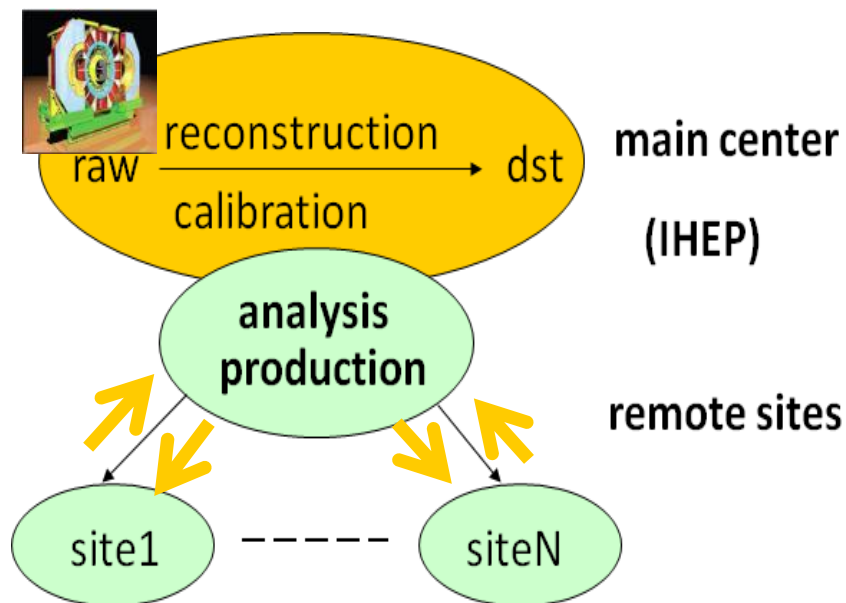 reconstruction
raw
dst
calibration
main center
(IHEP)
analysis
production
remote sites
site1
siteN